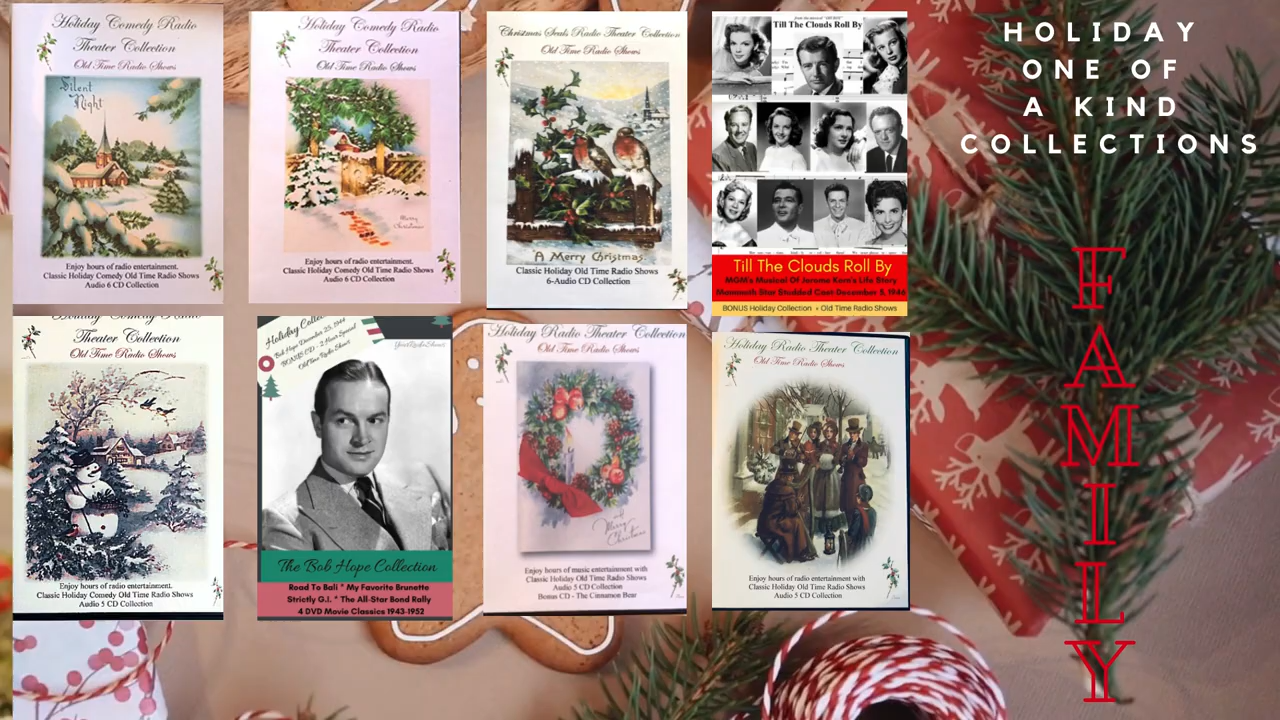 Holiday Comedy Radio
Theater Collection
Old Time Radio Shows
Silent
Night
Enjoy hours of radio entertainment.
Classic Holiday Comedy Old Time Radio Shows
Audio 6 CD Collection
Holiday Comedy Radio
Theater Collection
Old Time Radio Shows
Merry
Christmas
Enjoy hours of radio entertainment.
Classic Holiday Comedy Old Time Radio Shows
Audio 6 CD Collection
Christmas Seals Radio Theater Collection
Old Time Radio Shows
A Merry Christmas
Classic Holiday Old Time Radio Shows
6-Audio CD Collection
Till The Clouds Roll By
Till The Clouds Roll By
MGM's Musical Of Jerome Kern's Life Story
Mammoth Star Studded Cast-December 5, 1946
BONUS Holiday Collection + Old Time Radio Shows
HOLIDAY
ONE OF
A KIND
COLLECTIONS
FAMILY
Theater Collection
Old Time Radio Shows
Enjoy hours of radio entertainment.
Classic Holiday Comedy Old Time Radio Shows
Audio 5 CD Collection
Bob Hope December 25, 1944
BONUS CD - 2 Hour Special
Old Time Radio Shows
The Bob Hope Collection
Road To Bali * My Favorite Brunette
Strictly G.I. * The All-Star Bond Rally
4 DVD Movie Classics 1943-1952
Holiday Radio Theater Collection
Old Time Radio Shows
Merry
Christmas
Enjoy hours of music entertainment with
Classic Holiday Old Time Radio Shows
Audio 5 CD Collection
Bonus CD - The Cinnamon Bear
Holiday Radio Theater Collection
Old Time Radio Shows
Enjoy hours of radio entertainment with
Classic Holiday Old Time Radio Shows
Audio 5 CD Collection